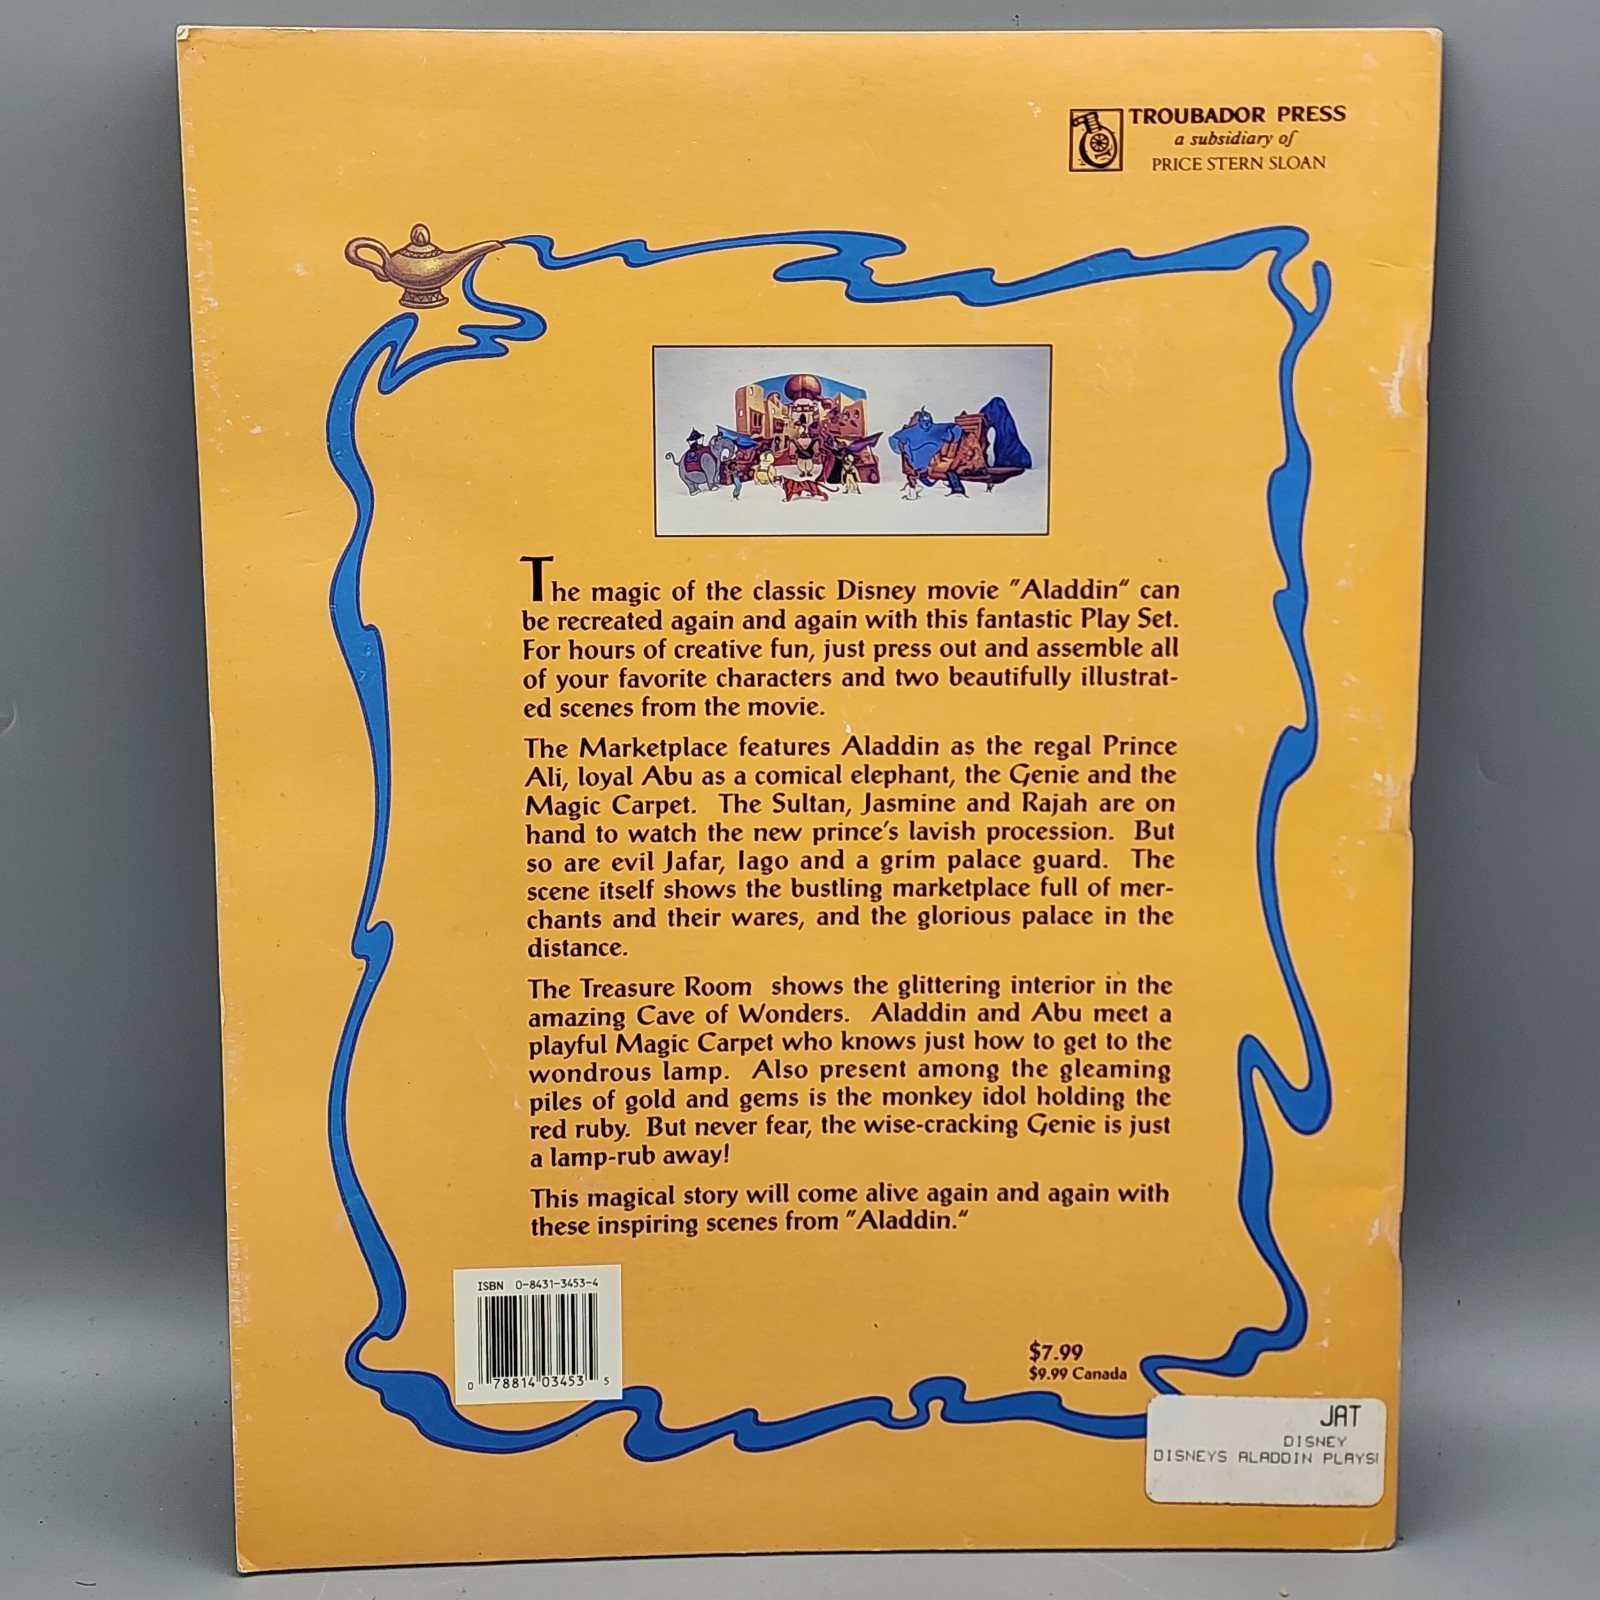 TROUBADOR PRESS
a subsidiary of
PRICE STERN SLOAN
The magic of the classic Disney movie "Aladdin" can
be recreated again and again with this fantastic Play Set.
For hours of creative fun, just press out and assemble all
of your favorite characters and two beautifully illustrat-
ed scenes from the movie.
The Marketplace features Aladdin as the regal Prince
Ali, loyal Abu as a comical elephant, the Genie and the
Magic Carpet. The Sultan, Jasmine and Rajah are on
hand to watch the new prince's lavish procession. But
so are evil Jafar, Iago and a grim palace guard. The
scene itself shows the bustling marketplace full of mer-
chants and their wares, and the glorious palace in the
distance.
The Treasure Room shows the glittering interior in the
amazing Cave of Wonders. Aladdin and Abu meet a
playful Magic Carpet who knows just how to get to the
wondrous lamp. Also present among the gleaming
piles of gold and gems is the monkey idol holding the
red ruby. But never fear, the wise-cracking Genie is just
a lamp-rub away!
This magical story will come alive again and again with
these inspiring scenes from "Aladdin."
ISBN 0-8431-3453-4
0 78814 03453 5
$7.99
$9.99 Canada
JAT
DISNEY
DISNEYS ALADDIN PLAYS